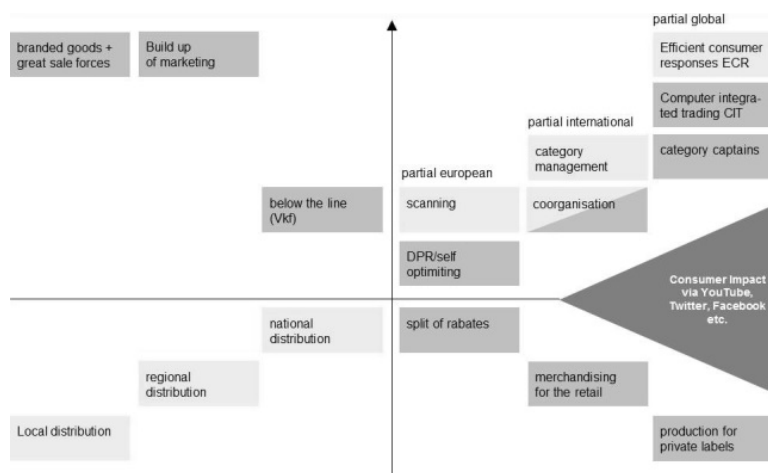 partial global
branded goods +
great sale forces
Build up
of marketing
Efficient consumer
responses ECR
Computer integra-
ted trading CIT
partial international
category
management
category captains
partial european
below the line
(Vkf)
scanning
coorganisation
DPR/self
optimiting
Consumer Impact
via YouTube,
Twitter, Facebook
etc.
national
distribution
split of rabates
regional
distribution
merchandising
for the retail
Local distribution
production for
private labels